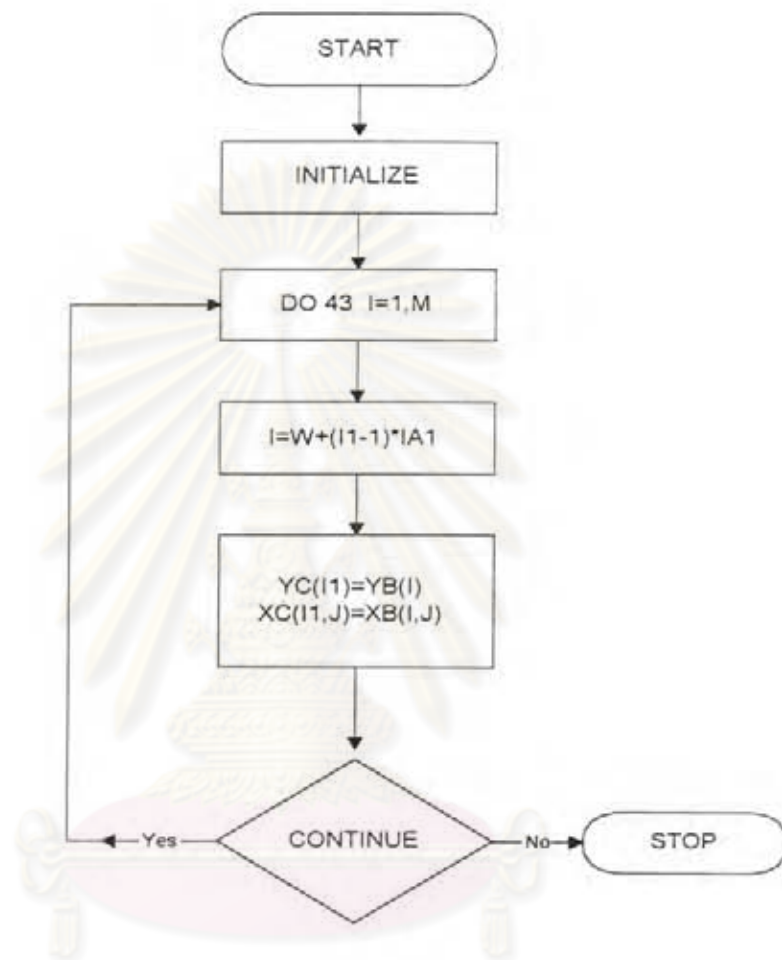 START
INITIALIZE
DO 43 I=1,M
I=W+(I1-1)*IA1
YC(I1)=YB(I)
XC(I1,J)=XB(I,J)
Yes
CONTINUE
No
STOP